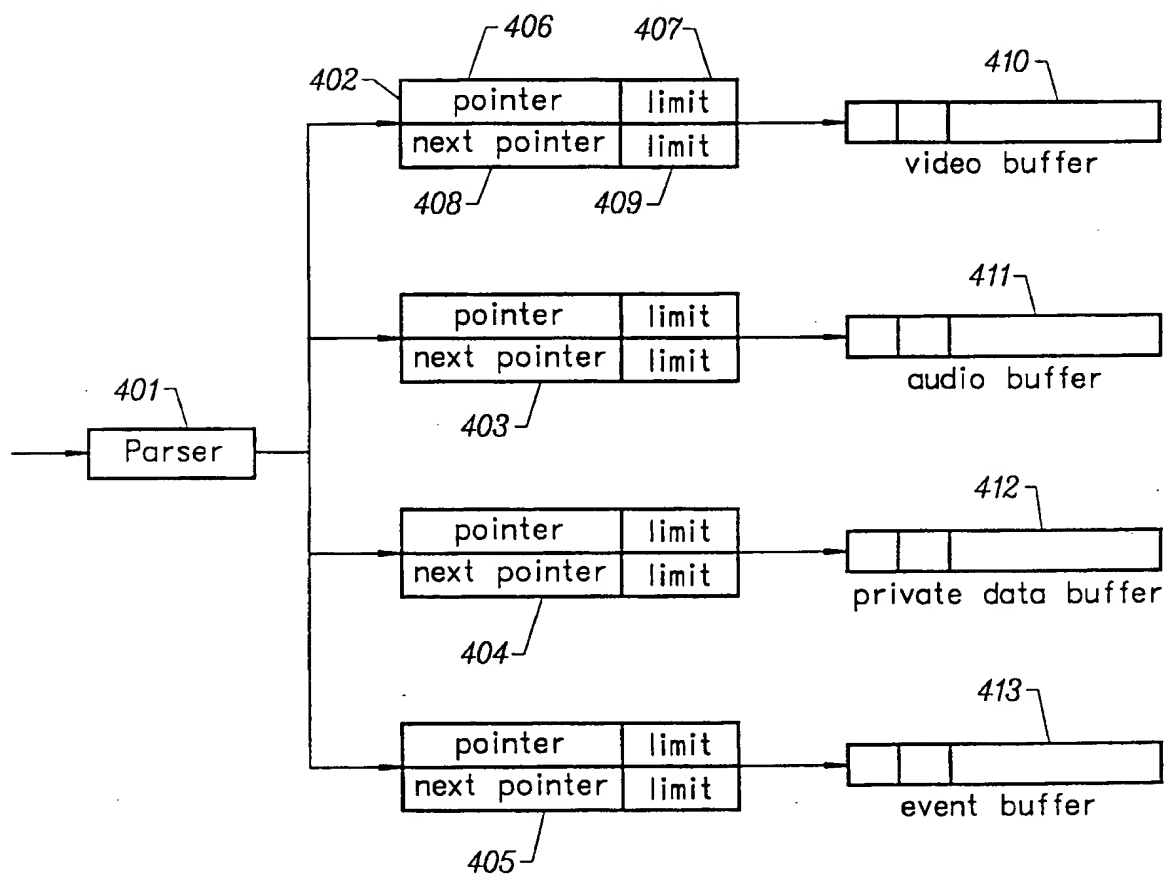 406
407
402
410
pointer limit
next pointer limit
video buffer
408
409
411
pointer limit
next pointer limit
audio buffer
401
403
Parser
412
pointer limit
next pointer limit
private data buffer
404
413
pointer limit
next pointer limit
event buffer
405